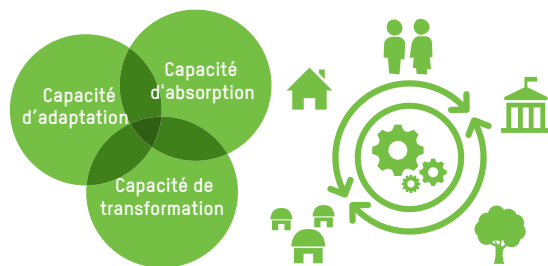 Capacité
d'adaptation
Capacité
d'absorption
Capacité de
transformation